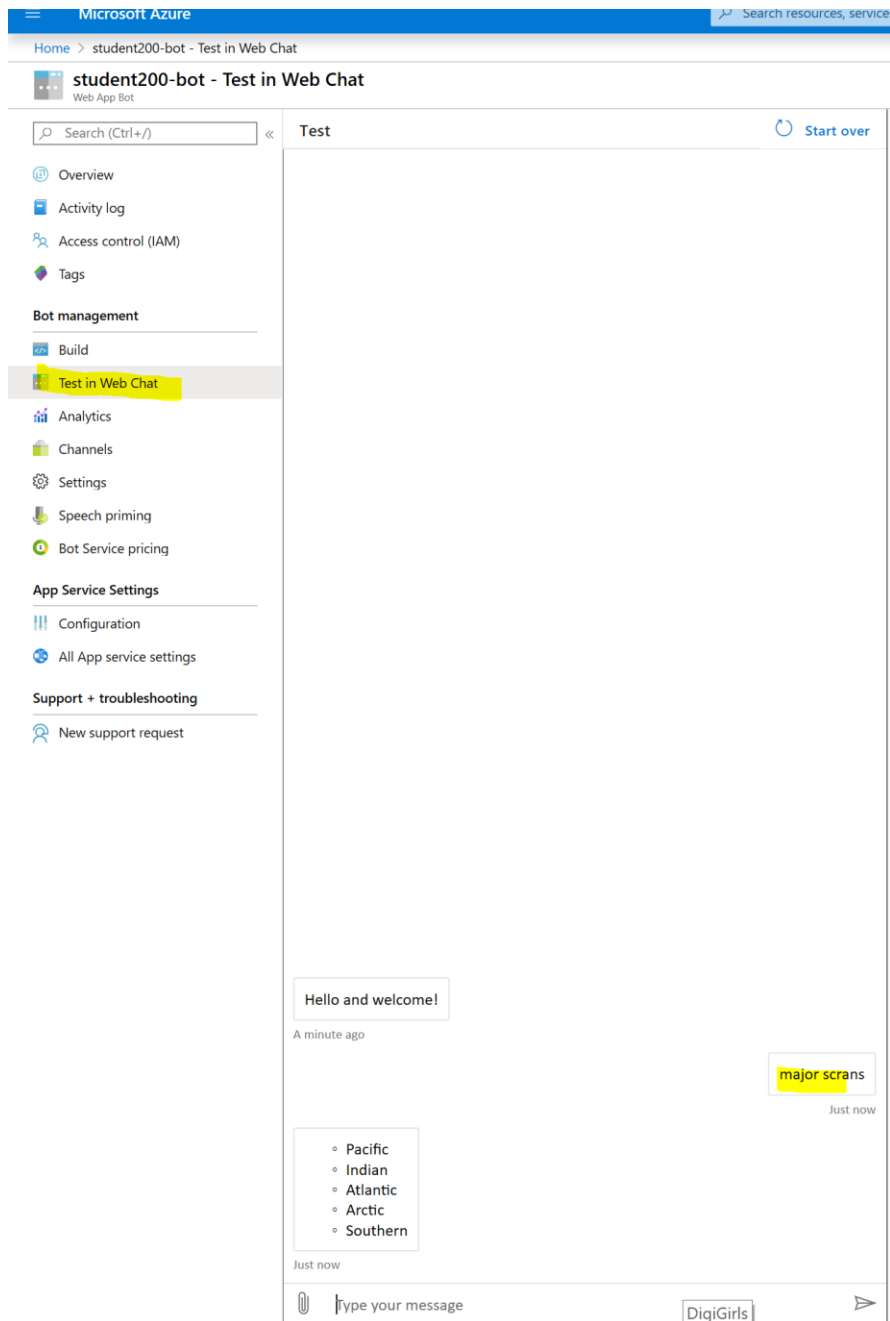 Microsoft Azure
Search resources, service
Home > student200-bot - Test in Web Chat
student200-bot - Test in Web Chat
Web App Bot
Search (Ctrl+/)
«
Test
Start over
Overview
Activity log
Access control (IAM)
Tags
Bot management
Build
Test in Web Chat
Analytics
Channels
Settings
Speech priming
Bot Service pricing
App Service Settings
Configuration
All App service settings
Support + troubleshooting
New support request
Hello and welcome!
A minute ago
major scrans
Just now
Pacific
Indian
Atlantic
Arctic
Southern
Just now
Type your message
DigiGirls